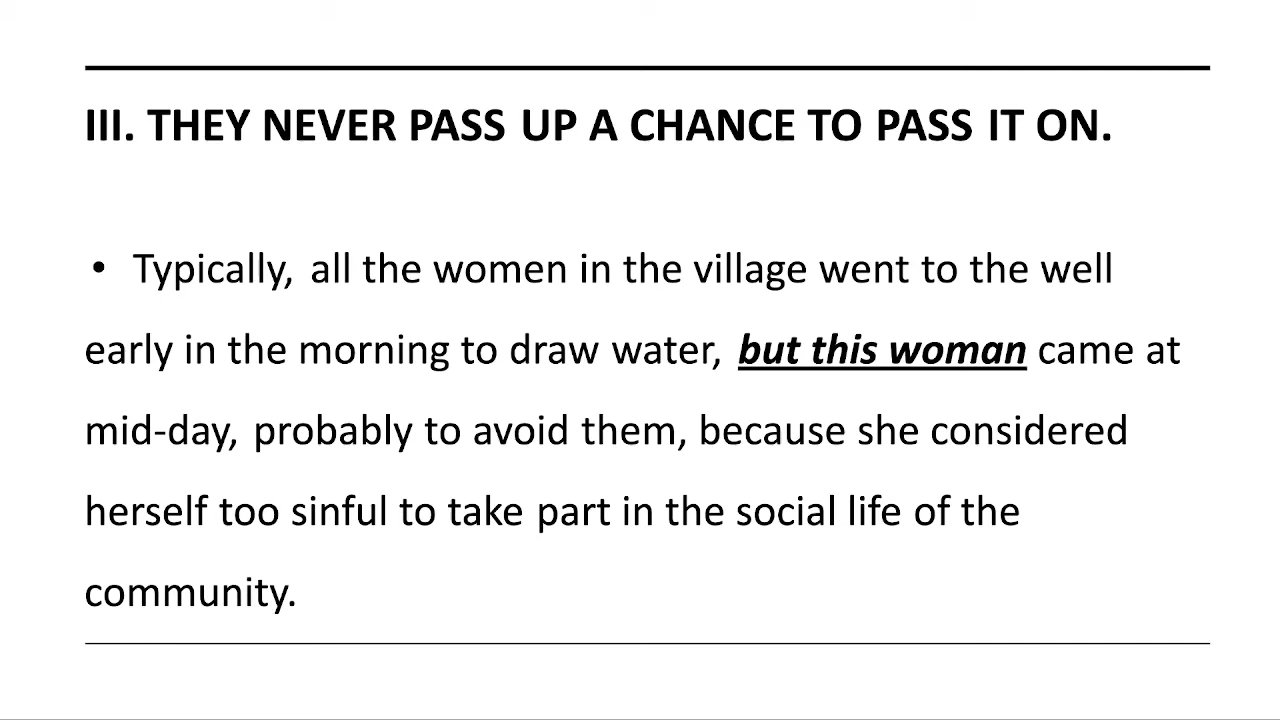 III. THEY NEVER PASS UP A CHANCE TO PASS IT ON.
• Typically, all the women in the village went to the well
early in the morning to draw water, but this woman came at
mid-day, probably to avoid them, because she considered
herself too sinful to take part in the social life of the
community.